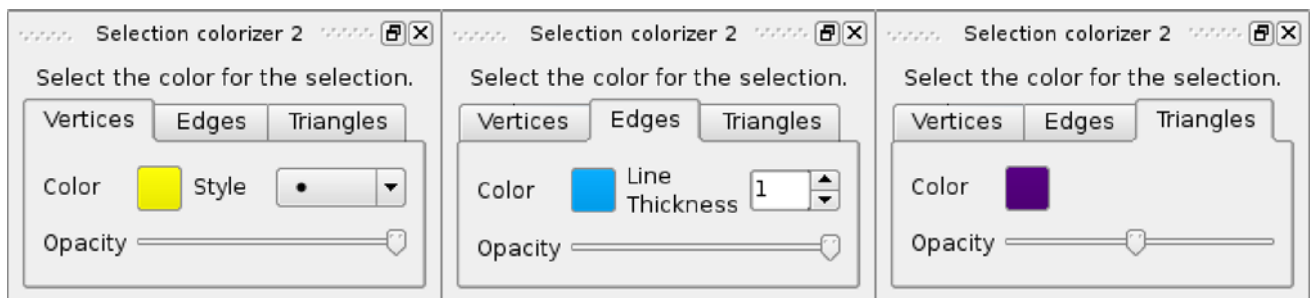 Selection colorizer 2
Select the color for the selection.
Vertices Edges Triangles
Color Style
Opacity
Selection colorizer 2
Select the color for the selection.
Vertices Edges Triangles
Color Line Thickness 1
Opacity
Selection colorizer 2
Select the color for the selection.
Vertices Edges Triangles
Color
Opacity